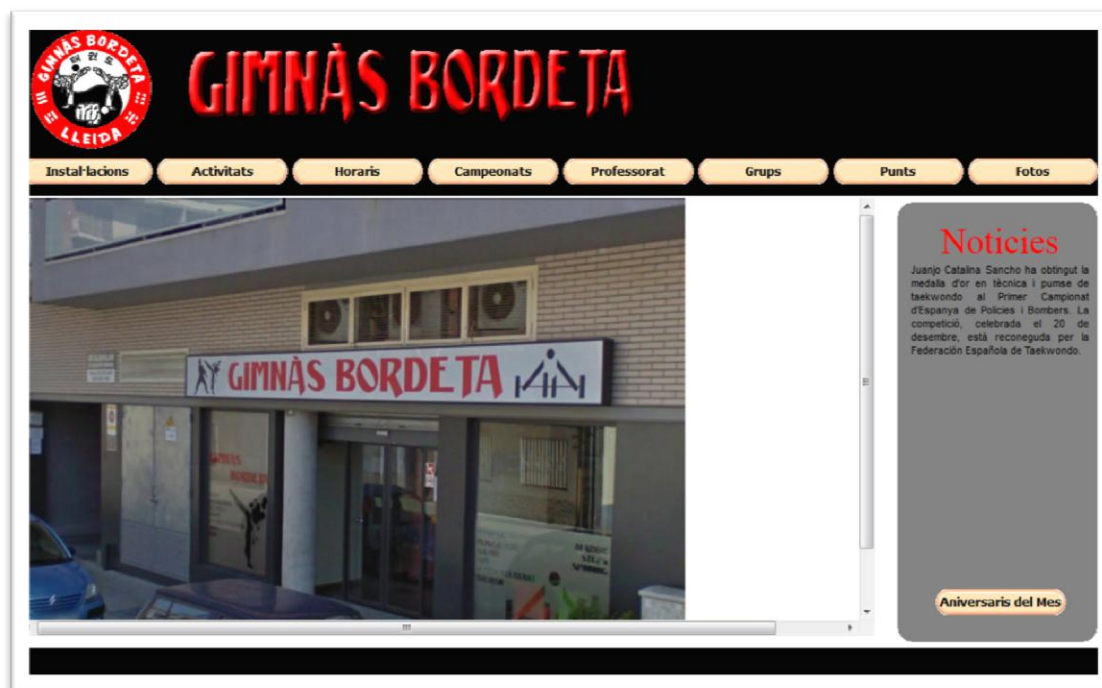 GIMNÀS BORDETA
LLEIDA
GIMNÀS BORDETA
Instal·lacions
Activitats
Horaris
Campeonats
Professorat
Grups
Punts
Fotos
GIMNÀS BORDETA
GIMNÀS
BORDETA
Noticies
Juanjo Catalina Sancho ha obtingut la
medalla d'or en tècnica i pumse de
taekwondo al Primer Campionat
d'Espanya de Policies i Bombers. La
competició, celebrada el 20 de
desembre, està reconeguda per la
Federación Española de Taekwondo.
Aniversaris del Mes